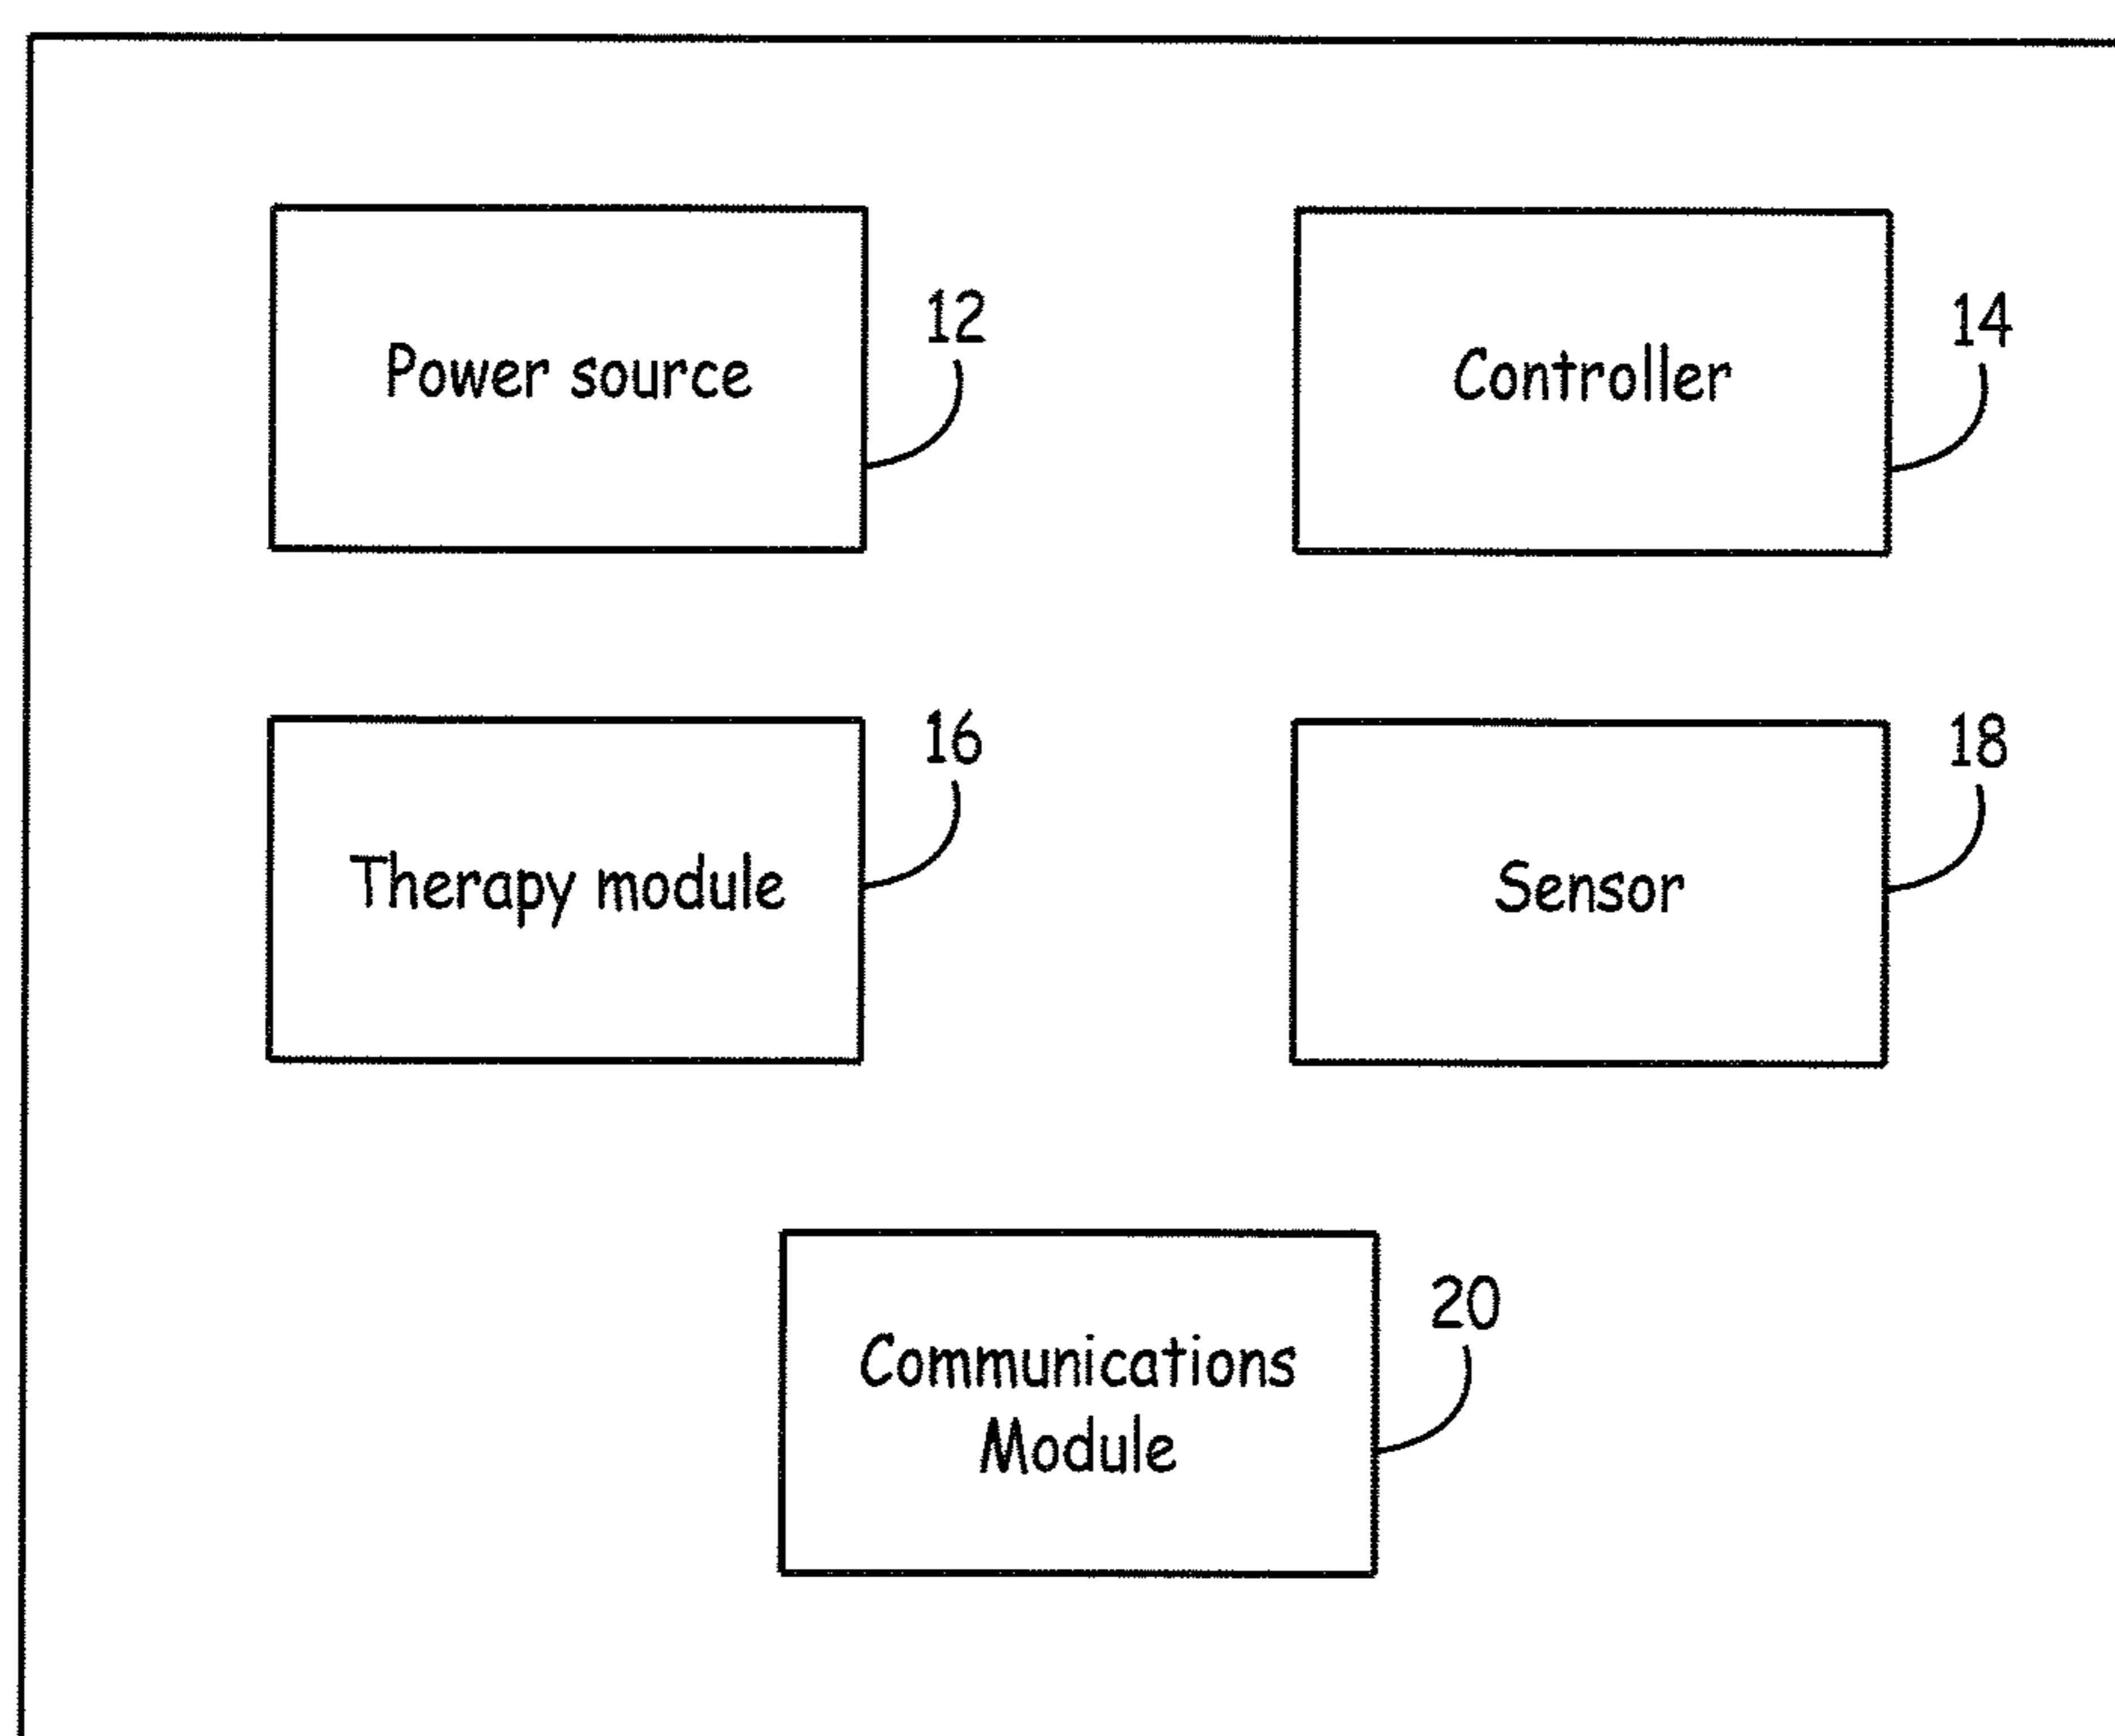 12
Power source
14
Controller
16
Therapy module
18
Sensor
20
Communications
Module